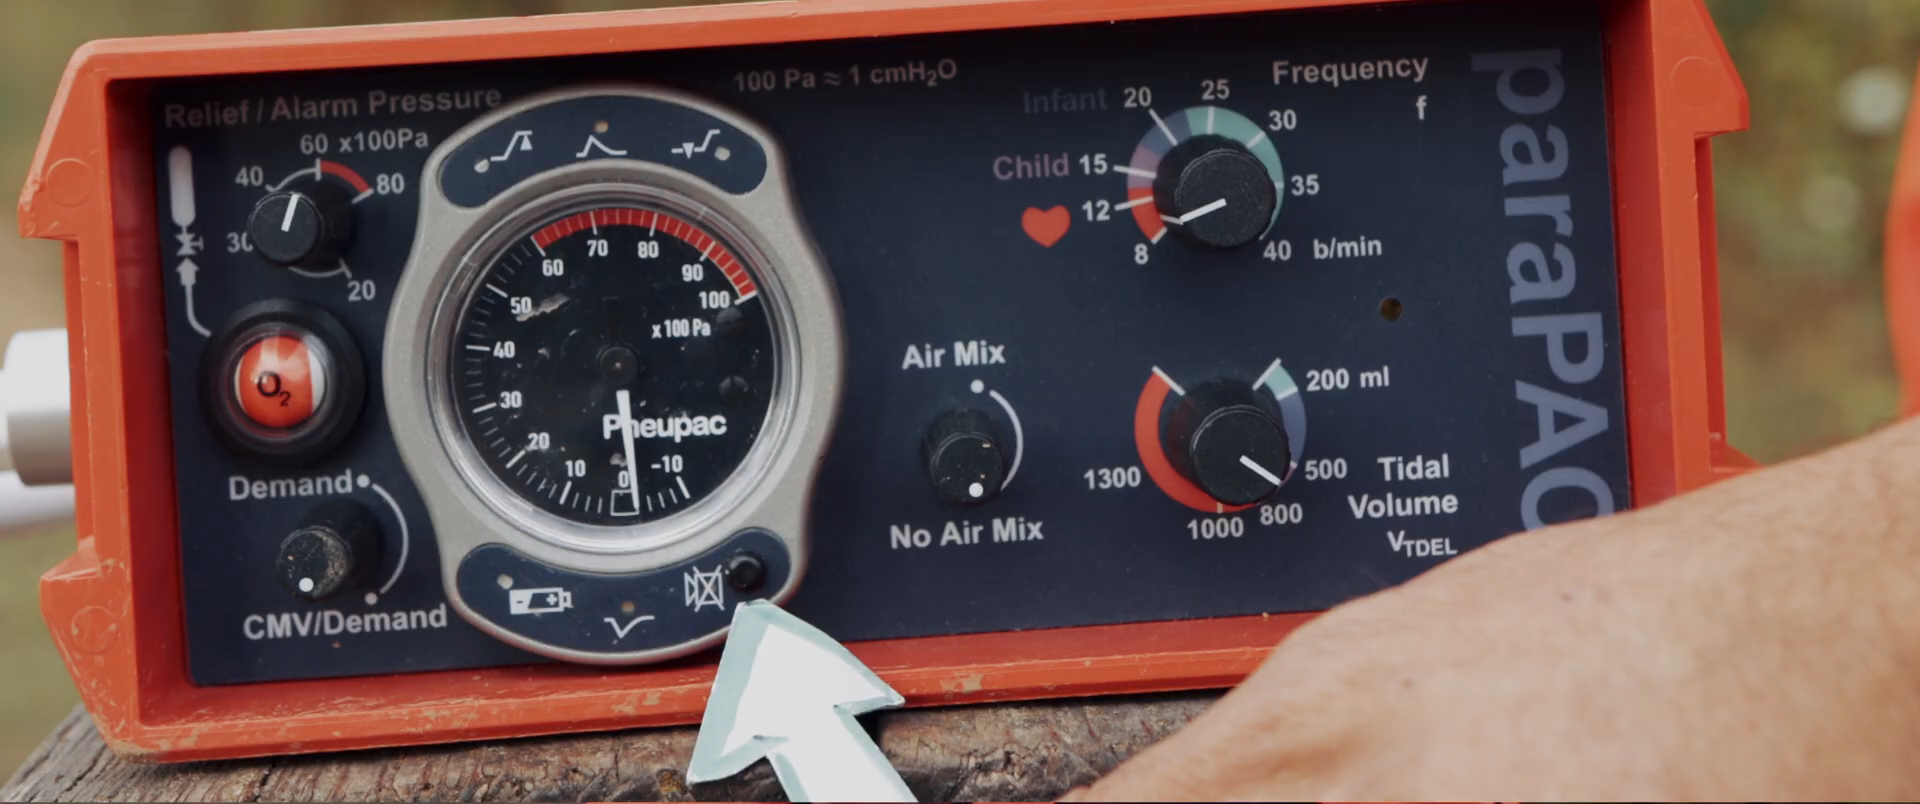 100 Pa ≈ 1 cmH₂O
Relief / Alarm Pressure
60 x100Pa
40
80
30
20
O₂
Demand
CMV/Demand
60
70
80
90
100
x 100 Pa
50
40
30
20
10
0
-10
Pneupac
Frequency
f
Infant 20
25
30
Child 15
35
12
8
40 b/min
Air Mix
No Air Mix
200 ml
500
800
1000
1300
Tidal
Volume
VTDEL
paraPAC